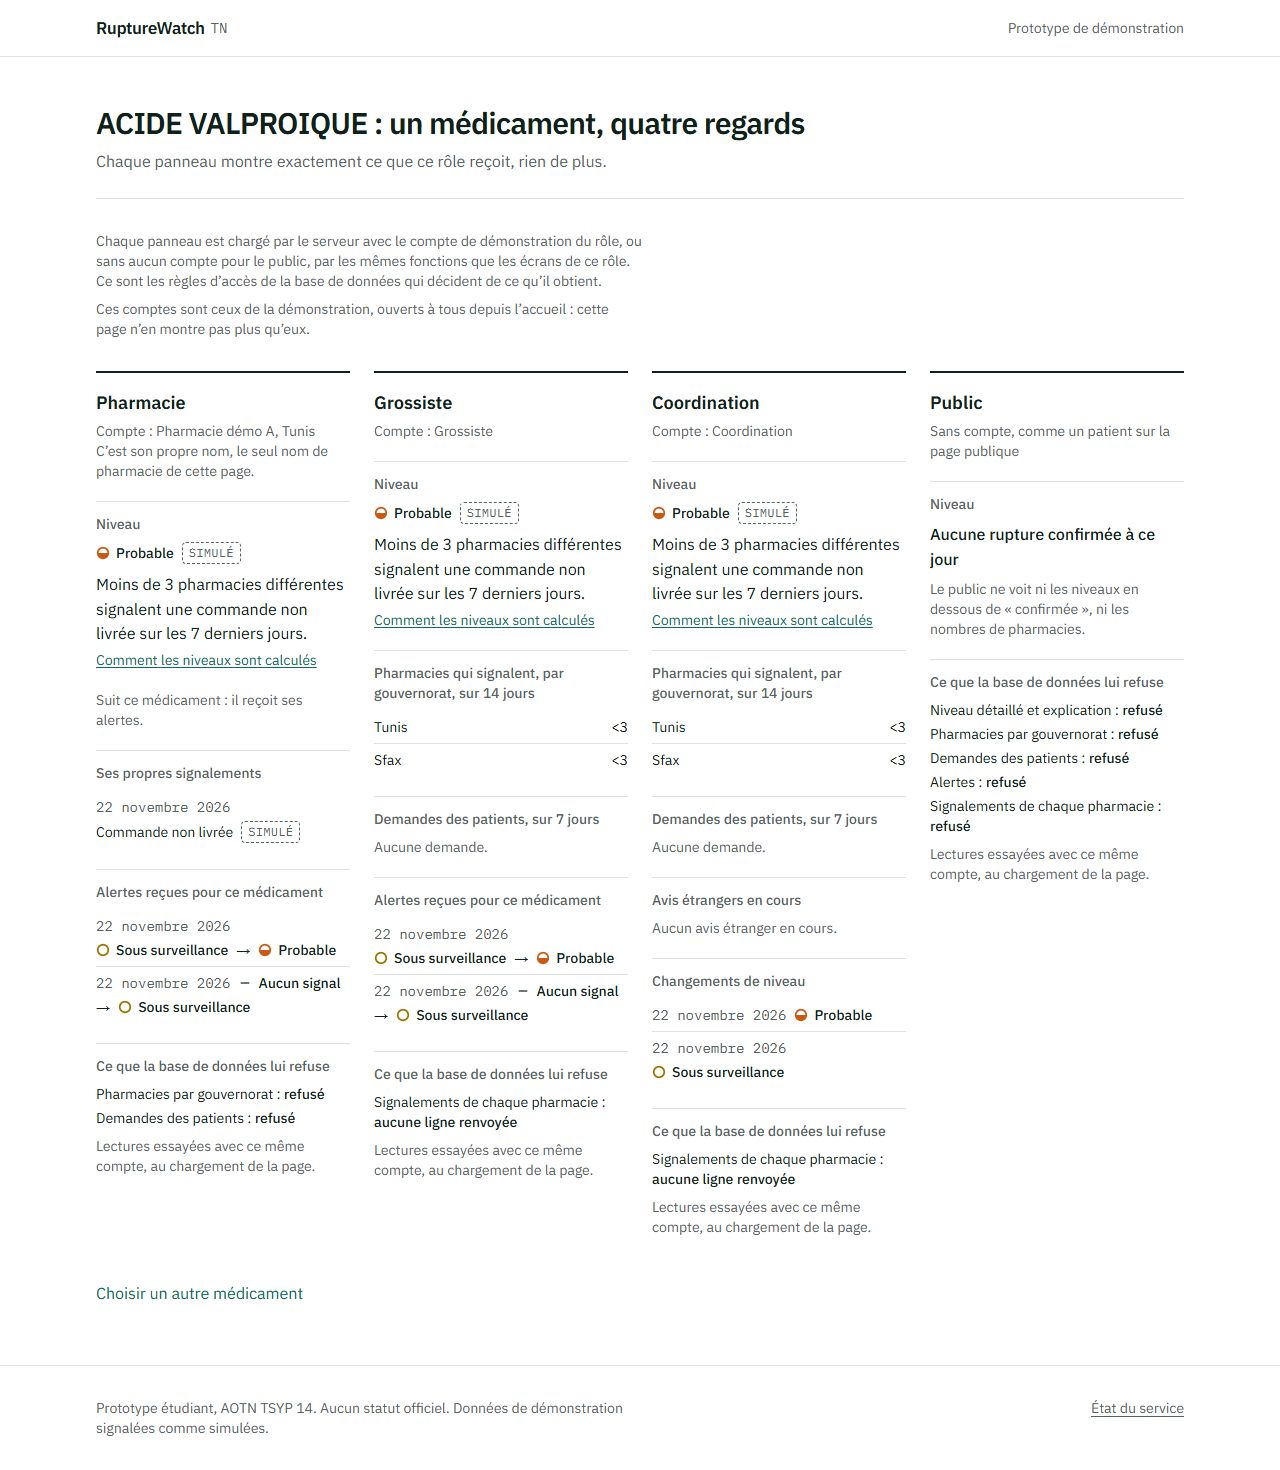 RuptureWatch TN
Prototype de démonstration
ACIDE VALPROIQUE : un médicament, quatre regards
Chaque panneau montre exactement ce que ce rôle reçoit, rien de plus.
Chaque panneau est chargé par le serveur avec le compte de démonstration du rôle, ou
sans aucun compte pour le public, par les mêmes fonctions que les écrans de ce rôle.
Ce sont les règles d’accès de la base de données qui décident de ce qu’il obtient.
Ces comptes sont ceux de la démonstration, ouverts à tous depuis l’accueil : cette
page n’en montre pas plus qu’eux.
Pharmacie
Compte : Pharmacie démo A, Tunis
C’est son propre nom, le seul nom de
pharmacie de cette page.
Niveau
Probable SIMULÉ
Moins de 3 pharmacies différentes
signalent une commande non
livrée sur les 7 derniers jours.
Comment les niveaux sont calculés
Suit ce médicament : il reçoit ses
alertes.
Ses propres signalements
22 novembre 2026
Commande non livrée SIMULÉ
Alertes reçues pour ce médicament
22 novembre 2026
Sous surveillance → Probable
22 novembre 2026 – Aucun signal
→ Sous surveillance
Ce que la base de données lui refuse
Pharmacies par gouvernorat : refusé
Demandes des patients : refusé
Lectures essayées avec ce même
compte, au chargement de la page.
Grossiste
Compte : Grossiste
Niveau
Probable SIMULÉ
Moins de 3 pharmacies différentes
signalent une commande non
livrée sur les 7 derniers jours.
Comment les niveaux sont calculés
Pharmacies qui signalent, par
gouvernorat, sur 14 jours
Tunis <3
Sfax <3
Demandes des patients, sur 7 jours
Aucune demande.
Alertes reçues pour ce médicament
22 novembre 2026
Sous surveillance → Probable
22 novembre 2026 – Aucun signal
→ Sous surveillance
Ce que la base de données lui refuse
Signalements de chaque pharmacie :
aucune ligne renvoyée
Lectures essayées avec ce même
compte, au chargement de la page.
Coordination
Compte : Coordination
Niveau
Probable SIMULÉ
Moins de 3 pharmacies différentes
signalent une commande non
livrée sur les 7 derniers jours.
Comment les niveaux sont calculés
Pharmacies qui signalent, par
gouvernorat, sur 14 jours
Tunis <3
Sfax <3
Demandes des patients, sur 7 jours
Aucune demande.
Avis étrangers en cours
Aucun avis étranger en cours.
Changements de niveau
22 novembre 2026 Probable
22 novembre 2026
Sous surveillance
Ce que la base de données lui refuse
Signalements de chaque pharmacie :
aucune ligne renvoyée
Lectures essayées avec ce même
compte, au chargement de la page.
Public
Sans compte, comme un patient sur la
page publique
Niveau
Aucune rupture confirmée à ce
jour
Le public ne voit ni les niveaux en
dessous de « confirmée », ni les
nombres de pharmacies.
Ce que la base de données lui refuse
Niveau détaillé et explication : refusé
Pharmacies par gouvernorat : refusé
Demandes des patients : refusé
Alertes : refusé
Signalements de chaque pharmacie :
refusé
Lectures essayées avec ce même
compte, au chargement de la page.
Choisir un autre médicament
Prototype étudiant, AOTN TSYP 14. Aucun statut officiel. Données de démonstration
signalées comme simulées.
État du service